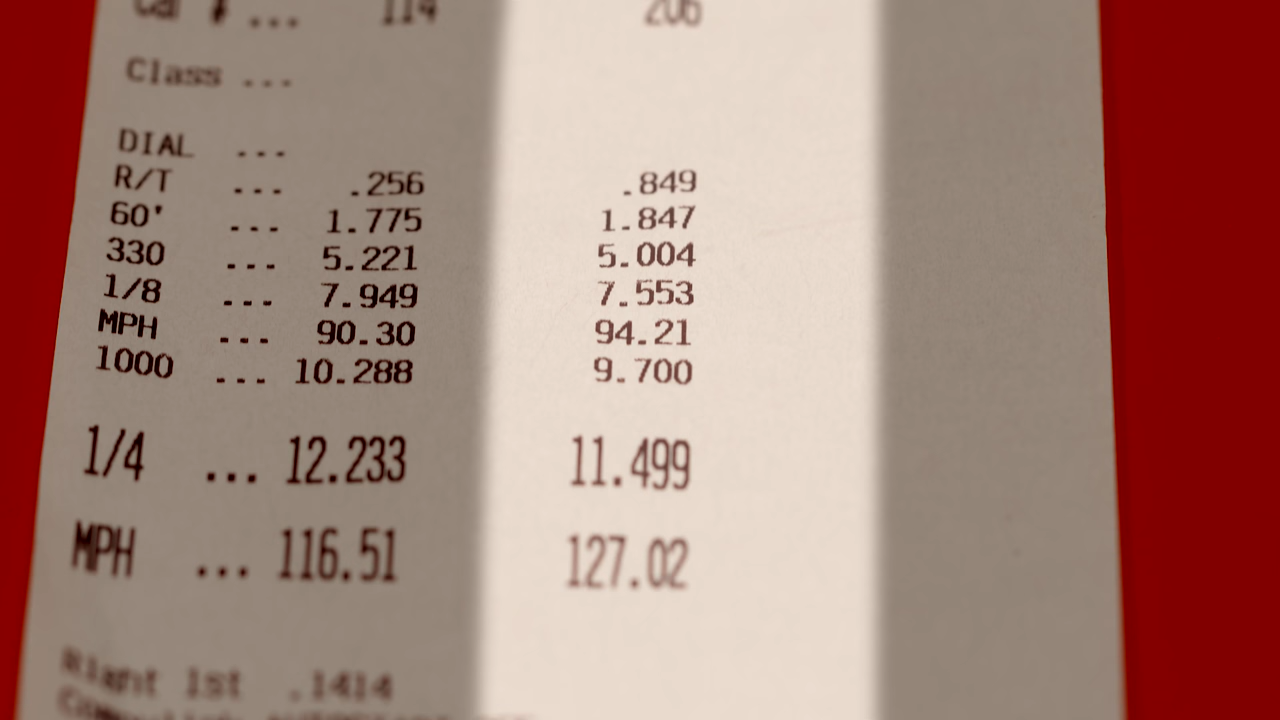 Car # ... 114 206
Class ...
DIAL ...
R/T ... .256 .849
60' ... 1.775 1.847
330 ... 5.221 5.004
1/8 ... 7.949 7.553
MPH ... 90.30 94.21
1000 ... 10.288 9.700
1/4 ... 12.233 11.499
MPH ... 116.51 127.02
Right 1st .1414